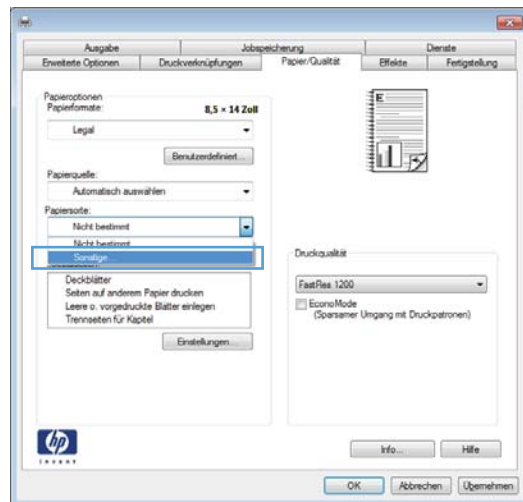 Ausgabe
Jobspeicherung
Dienste
Erweiterte Optionen
Druckverknüpfungen
Papier/Qualität
Effekte
Fertigstellung
Papieroptionen
Papierformate:
8,5 × 14 Zoll
Legal
Benutzerdefiniert...
Papierquelle:
Automatisch auswählen
Papiersorte:
Nicht bestimmt
Nicht bestimmt
Sonstige...
Deckblätter
Seiten auf anderem Papier drucken
Leere o. vorgedruckte Blätter einlegen
Trennseiten für Kapitel
Einstellungen...
E
Druckqualität
FastRes 1200
EconoMode
(Sparsamer Umgang mit Druckpatronen)
hp
invent
Info...
Hilfe
OK
Abbrechen
Übernehmen